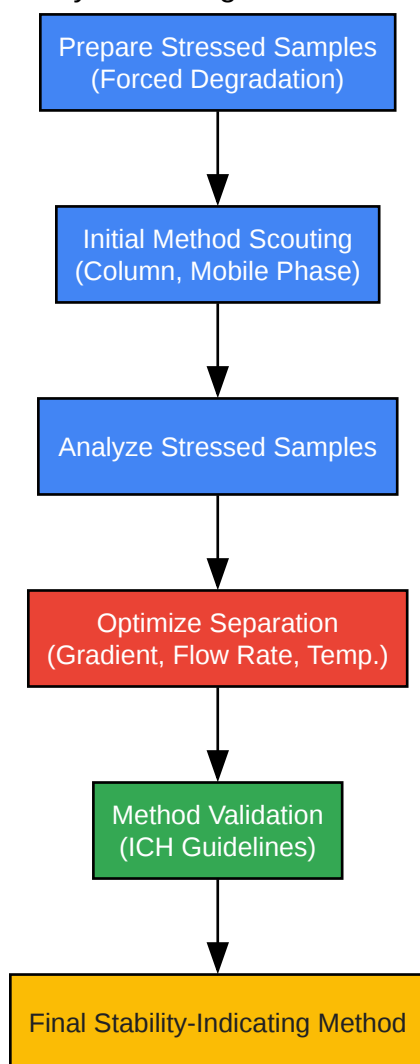 Prepare Stressed Samples
(Forced Degradation)
Initial Method Scouting
(Column, Mobile Phase)
Analyze Stressed Samples
Optimize Separation
(Gradient, Flow Rate, Temp.)
Method Validation
(ICH Guidelines)
Final Stability-Indicating Method